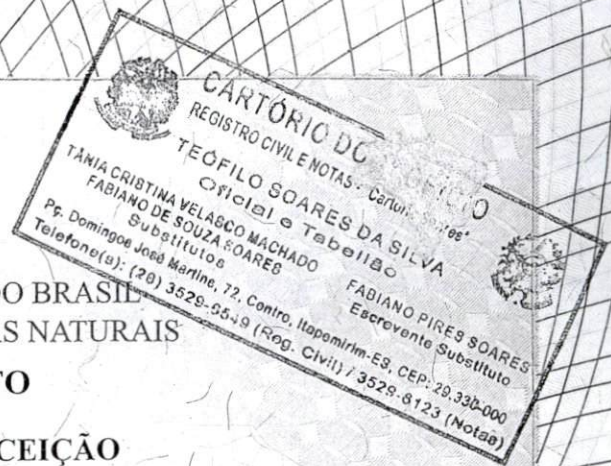 CARTÓRIO DO
REGISTRO CIVIL E NOTAS -
TEÓFILO SOARES DA SILVA
Oficial e Tabelião
TÂNIA CRISTINA VELASCO MACHADO
FABIANO DE SOUZA SOARES
Substitutos
FABIANO PIRES SOARES
Escrevente Substituto
Pç. Domingos José Martins, 72, Centro, Itapemirim-ES, CEP: 29.330-000
Telefone(s): (28) 3529-6549 (Reg. Civil) / 3529-6123 (Notas)
DO BRASIL
AS NATURAIS
TO
CEIÇÃO